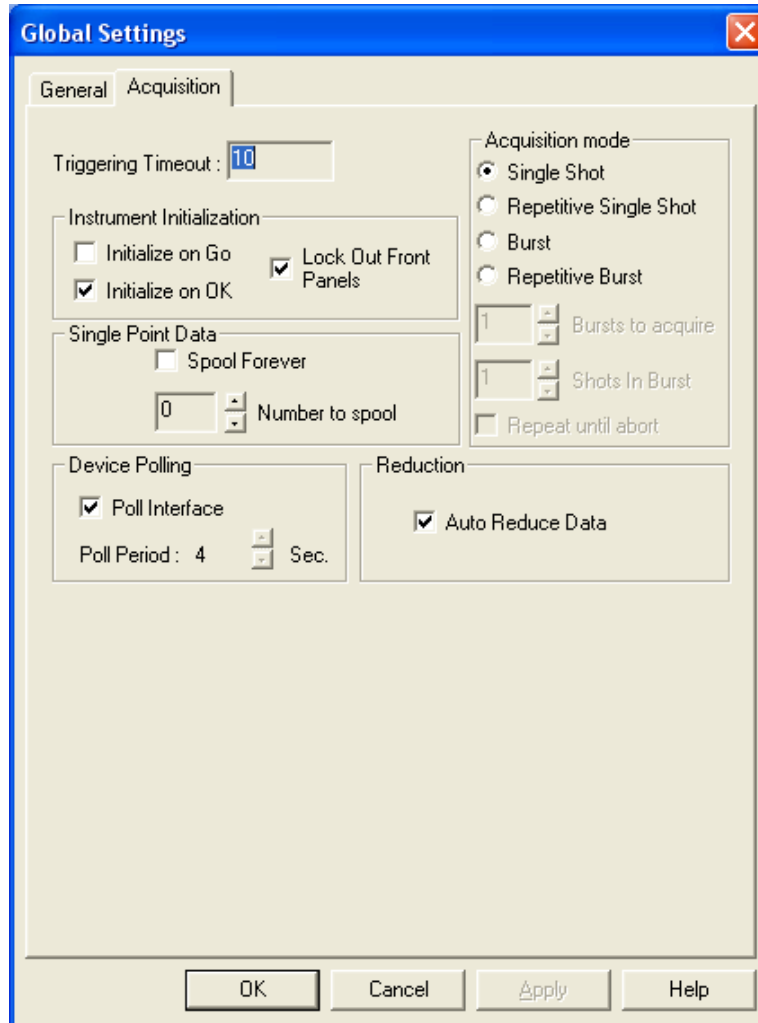 Global Settings
General
Acquisition
Triggering Timeout :
10
Instrument Initialization
Initialize on Go
Initialize on OK
Lock Out Front
Panels
Single Point Data
Spool Forever
0
Number to spool
Acquisition mode
Single Shot
Repetitive Single Shot
Burst
Repetitive Burst
1
Bursts to acquire
1
Shots In Burst
Repeat until abort
Device Polling
Poll Interface
Poll Period : 4 Sec.
Reduction
Auto Reduce Data
OK
Cancel
Apply
Help